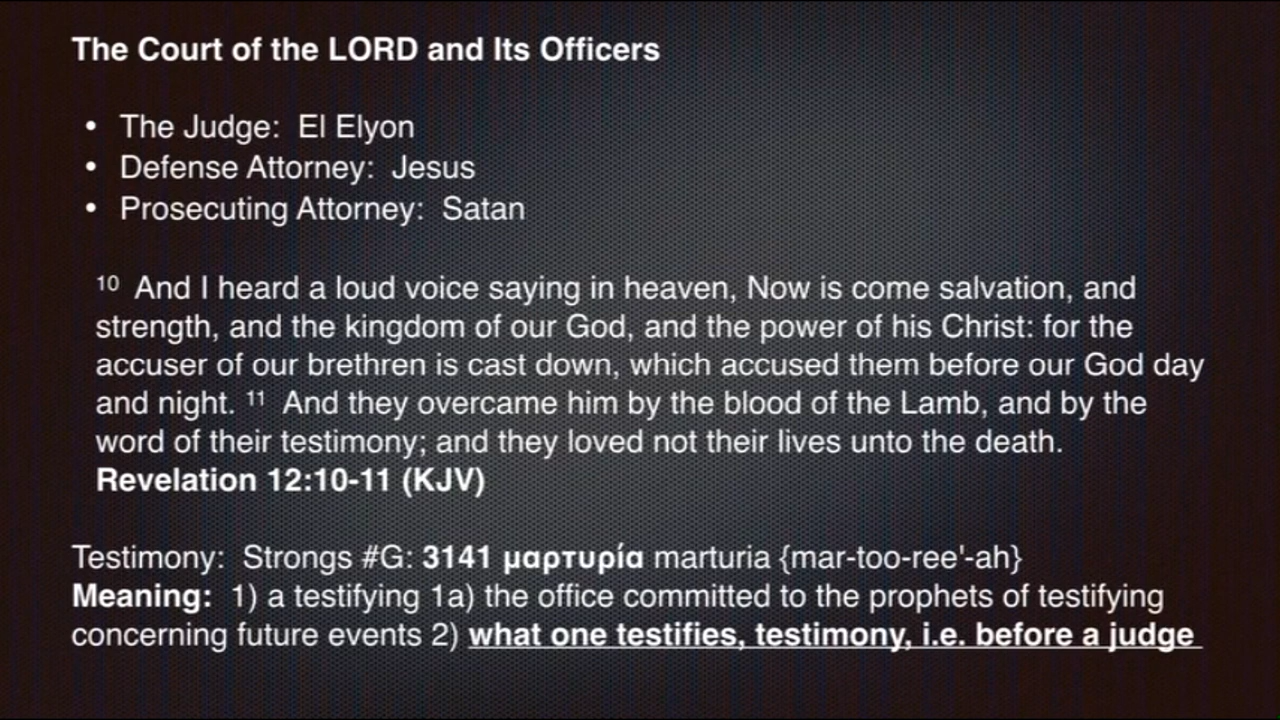 The Court of the LORD and Its Officers
• The Judge:  El Elyon
• Defense Attorney:  Jesus
• Prosecuting Attorney:  Satan
10 And I heard a loud voice saying in heaven, Now is come salvation, and
strength, and the kingdom of our God, and the power of his Christ: for the
accuser of our brethren is cast down, which accused them before our God day
and night. 11 And they overcame him by the blood of the Lamb, and by the
word of their testimony; and they loved not their lives unto the death.
Revelation 12:10-11 (KJV)
Testimony:  Strongs #G: 3141 μαρτυρία marturia {mar-too-ree'-ah}
Meaning:  1) a testifying 1a) the office committed to the prophets of testifying
concerning future events 2) what one testifies, testimony, i.e. before a judge